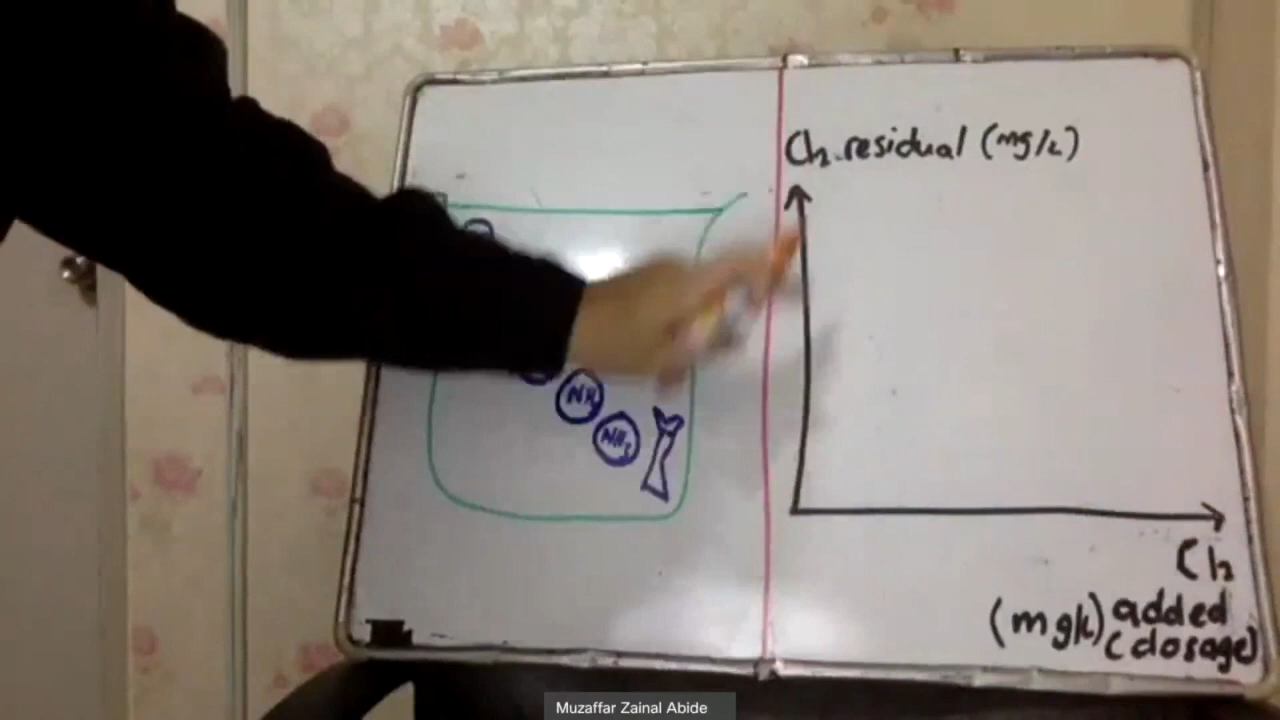 Cl2 residual (mg/L)
NH3
NH3
Cl2
(mg/L) added
(dosage)
Muzaffar Zainal Abide